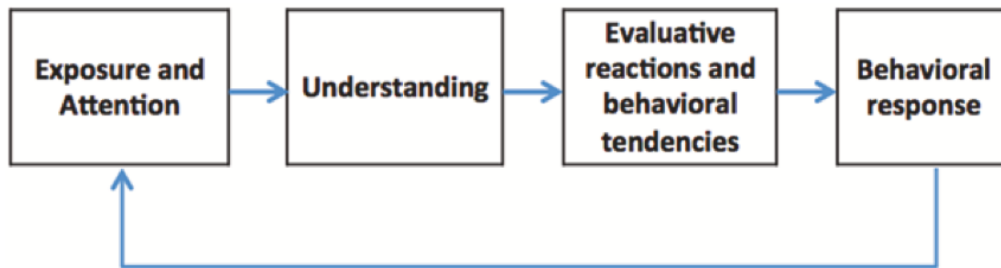 Exposure and
Attention
Understanding
Evaluative
reactions and
behavioral
tendencies
Behavioral
response